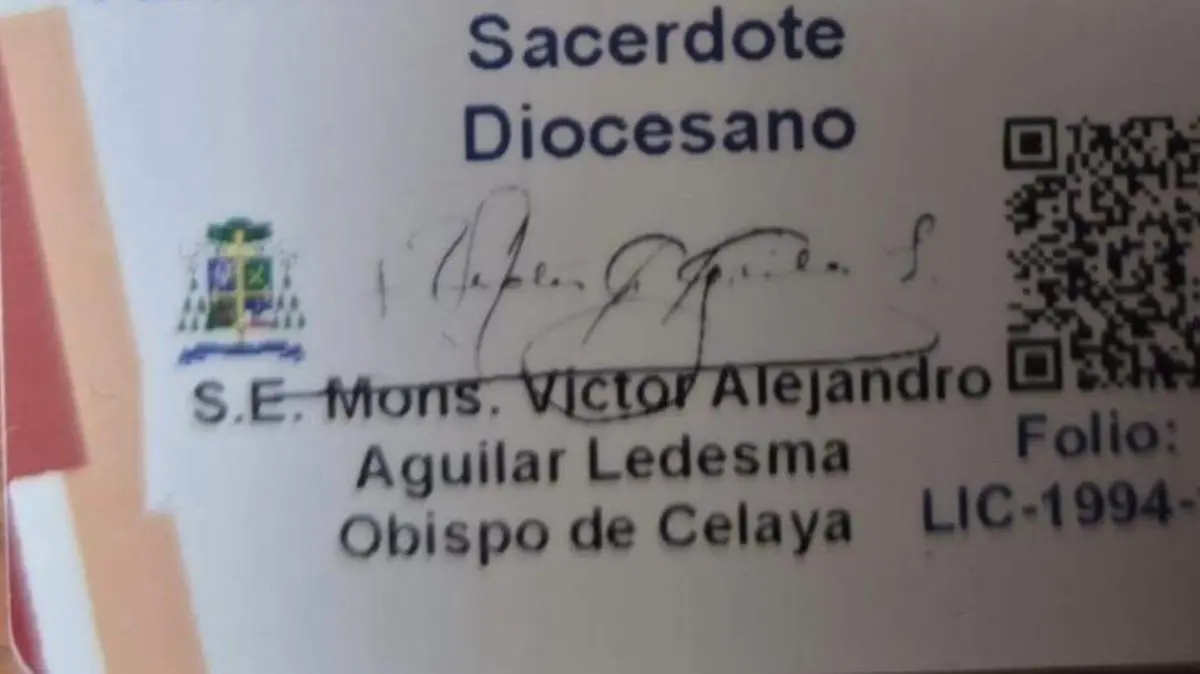 Sacerdote
Diocesano
S.E. Mons. Victor Alejandro
Aguilar Ledesma
Obispo de Celaya
Folio:
LIC-1994-